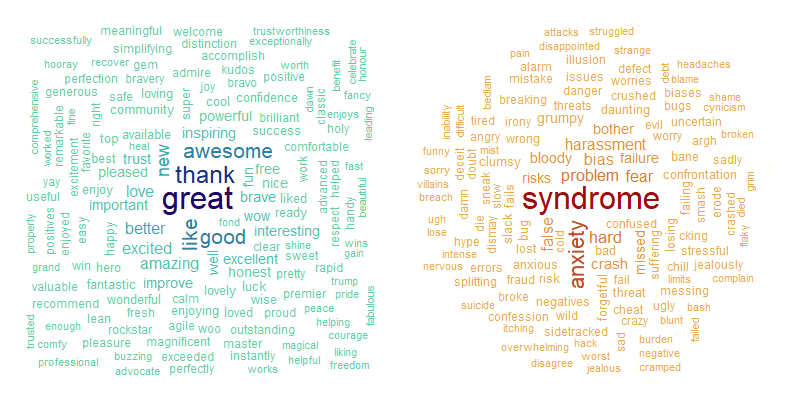 meaningful welcome trustworthiness
successfully simplifying distinction exceptionally
hooray recover gem accomplish worth celebrate honour
perfection bravery admire kudos positive benefit
comprehensive generous safe loving super joy bravo dawn classic fancy
right community cool confidence enjoys leading
worked remarkable fine powerful brilliant holy
top available inspiring success
heal new awesome comfortable
excitement favorite best trust thank fun free work fast
yay pleased nice advanced helped
useful enjoy love great brave liked respect handy beautiful
important wow ready
positives enjoyed easy happy better like good fond interesting
properly excited well clear shine wins
grand win hero amazing excellent sweet gain
valuable fantastic improve honest pretty rapid trump
recommend wonderful calm lovely luck premier pride
trusted enough lean fresh enjoying loved wise proud peace fabulous
rockstar agile woo outstanding helping courage
comfy pleasure magnificent master magical liking
professional buzzing exceeded instantly helpful freedom
advocate perfectly works
attacks struggled
pain disappointed strange
alarm illusion defect headaches
mistake issues worries debt blame
bedlam danger crushed biases shame
breaking threats daunting bugs cynicism
inability difficult tired irony grumpy evil uncertain
angry wrong bother worry argh broken
funny deceit doubt mist harassment
sorry clumsy bloody bias failure bane sadly
villains sneak risks problem fear confrontation grim
breach damn slow fails syndrome failing smash erode crashed died
ugh die slack bug false cold confused losing flaky
lose dismay lost anxiety hard missed cking
hype bad suffering stressful
intense anxious crash chill jealously
nervous errors fraud risk forgetful fail limits complain
splitting threat messing
suicide broke negatives cheat ugly bash
confession wild crazy blunt
itching sidetracked sad failed
overwhelming hack burden
worst negative
disagree jealous cramped